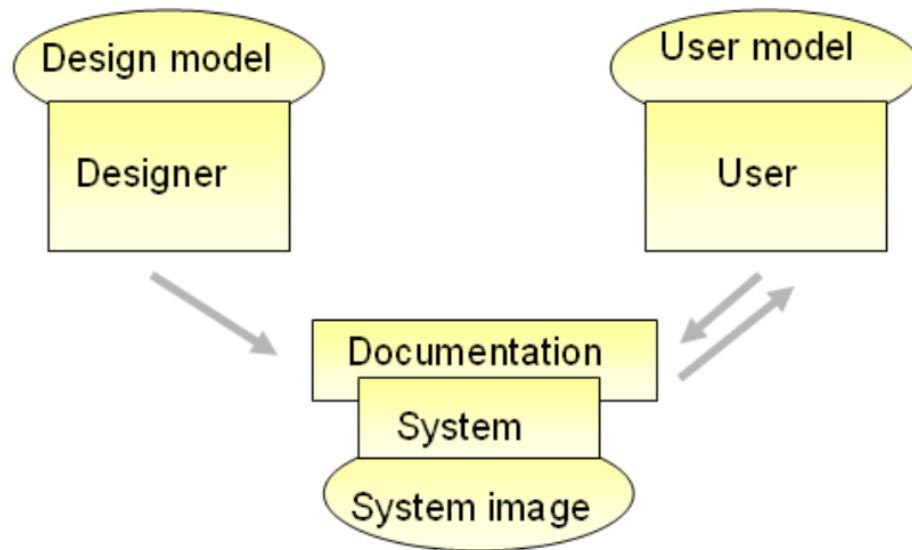 Design model
User model
Designer
User
Documentation
System
System image